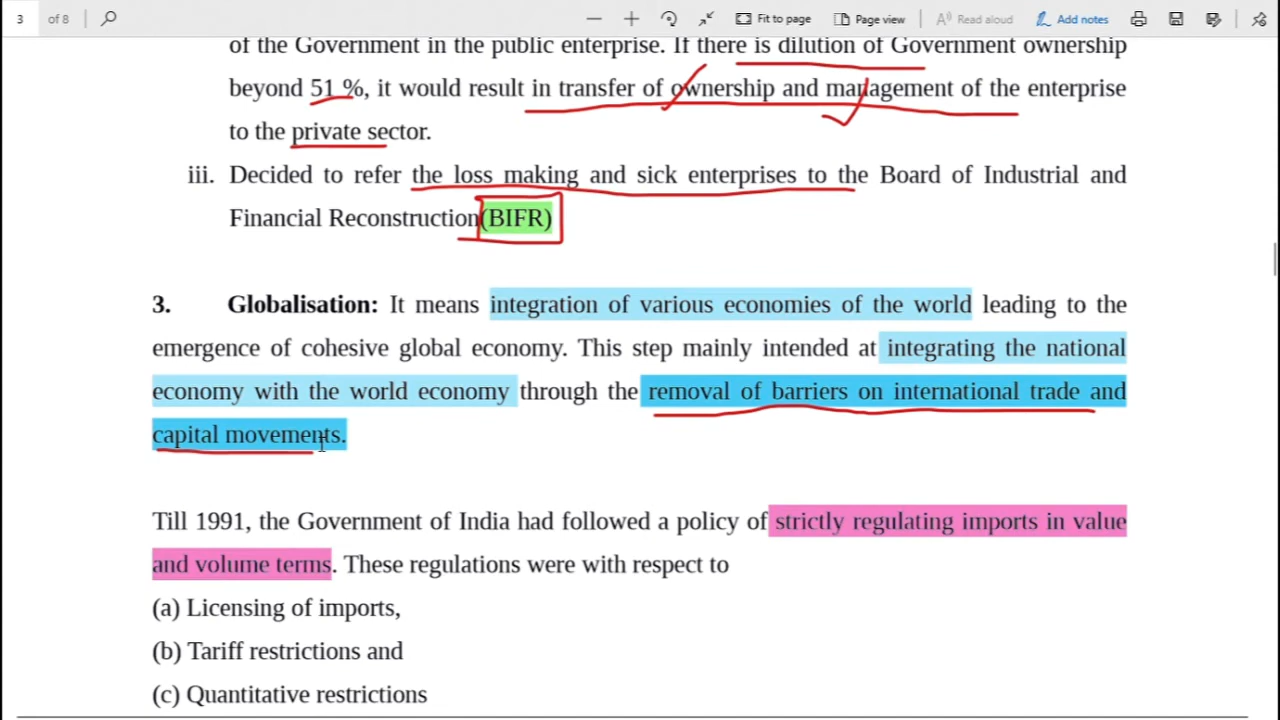 3 of 8 Fit to page Page view Read aloud Add notes
of the Government in the public enterprise. If there is dilution of Government ownership
beyond 51 %, it would result in transfer of ownership and management of the enterprise
to the private sector.
iii. Decided to refer the loss making and sick enterprises to the Board of Industrial and
Financial Reconstruction(BIFR)
3. Globalisation: It means integration of various economies of the world leading to the
emergence of cohesive global economy. This step mainly intended at integrating the national
economy with the world economy through the removal of barriers on international trade and
capital movements.
Till 1991, the Government of India had followed a policy of strictly regulating imports in value
and volume terms. These regulations were with respect to
(a) Licensing of imports,
(b) Tariff restrictions and
(c) Quantitative restrictions